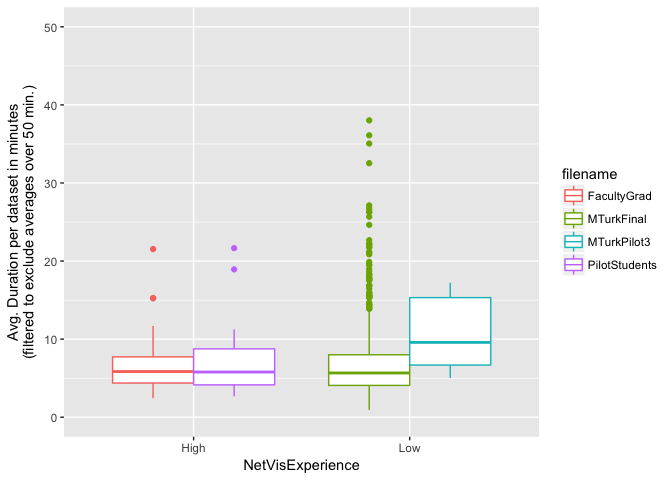 50
40
30
20
10
0
Avg. Duration per dataset in minutes
(filtered to exclude averages over 50 min.)
High
Low
NetVisExperience
filename
FacultyGrad
MTurkFinal
MTurkPilot3
PilotStudents